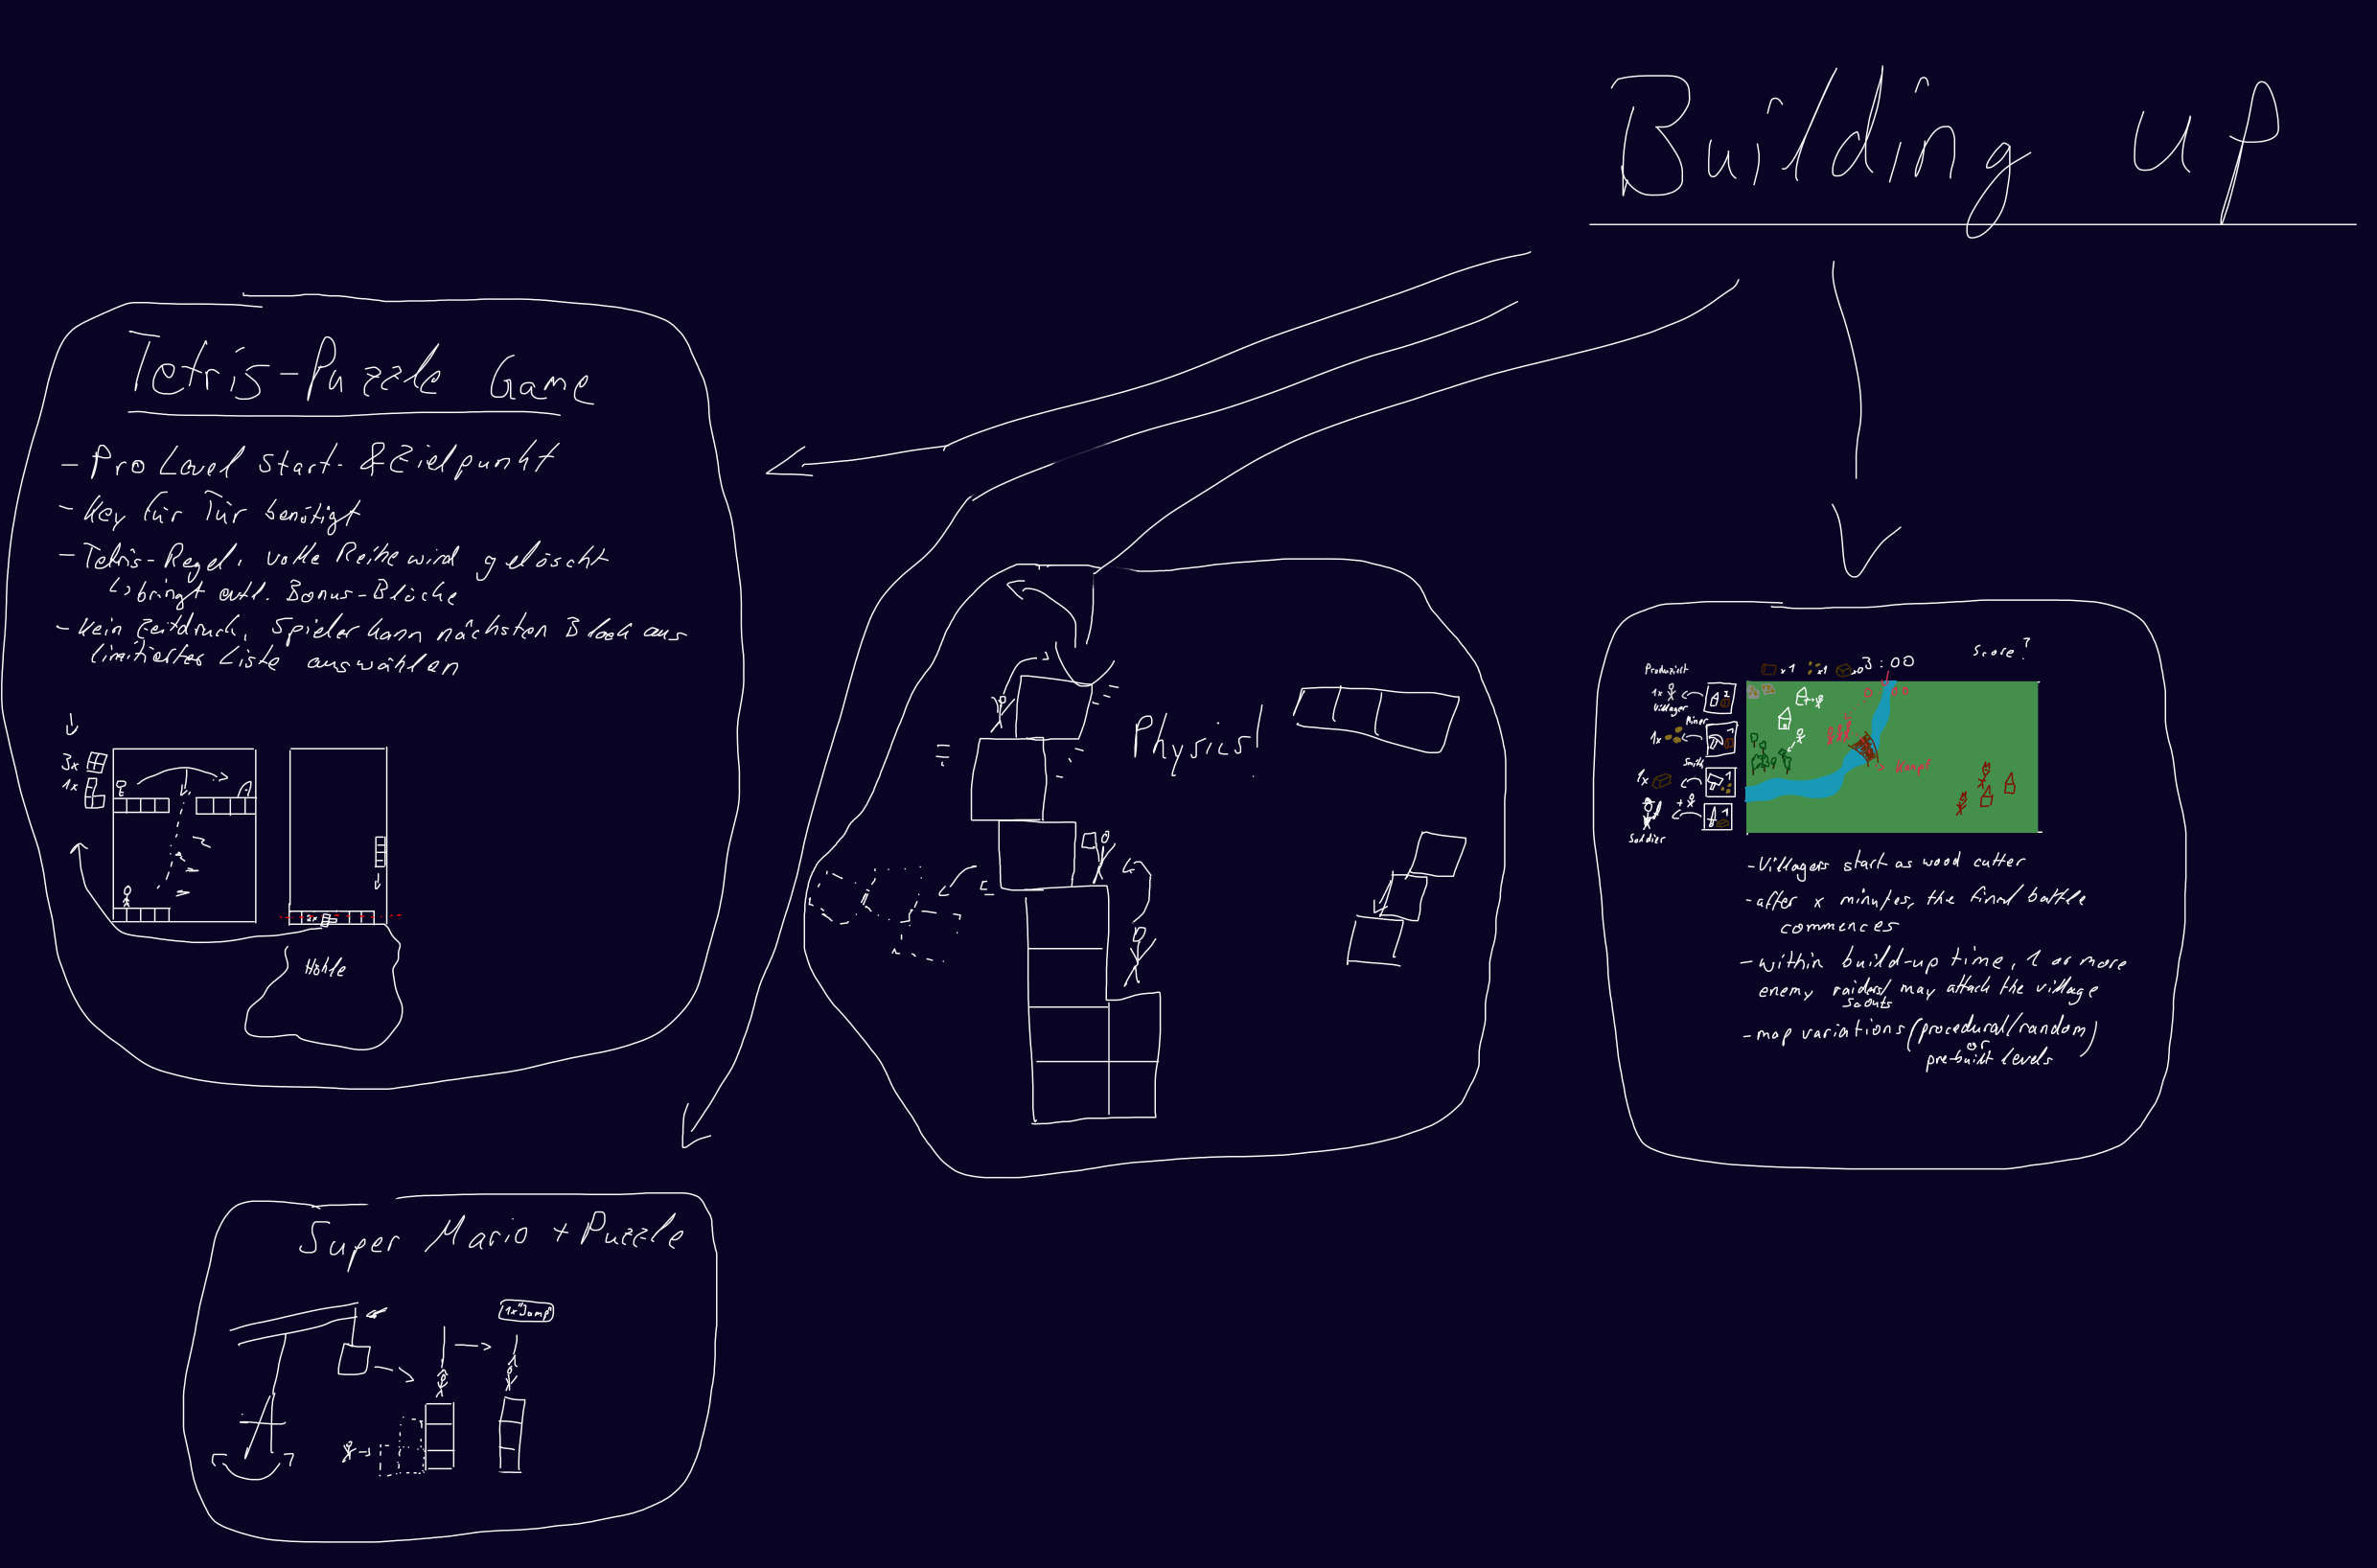 Building up
Tetris-Puzzle Game
- Pro Level Start- & Zielpunkt
- Key für Tür benötigt
- Tetris-Regel, volle Reihe wird gelöscht
↳ bringt evtl. Bonus-Blöcke
- Kein Zeitdruck, Spieler kann nächsten Block aus
limitierter Liste auswählen
3x
1x
2x
Höhle
Physics!
Super Mario + Puzzle
1x "Jump"
Score?
3:00
x1
x1
x0
Produziert
1x
Villager
2
Miner
1x
1
Smith
1x
1
+
1
Soldier
Kampf
- Villagers start as wood cutter
- after x minutes, the final battle
commences
- within build-up time, 1 or more
enemy raiders/ may attack the village
scouts
- map variations (procedural/random)
or
pre-built levels